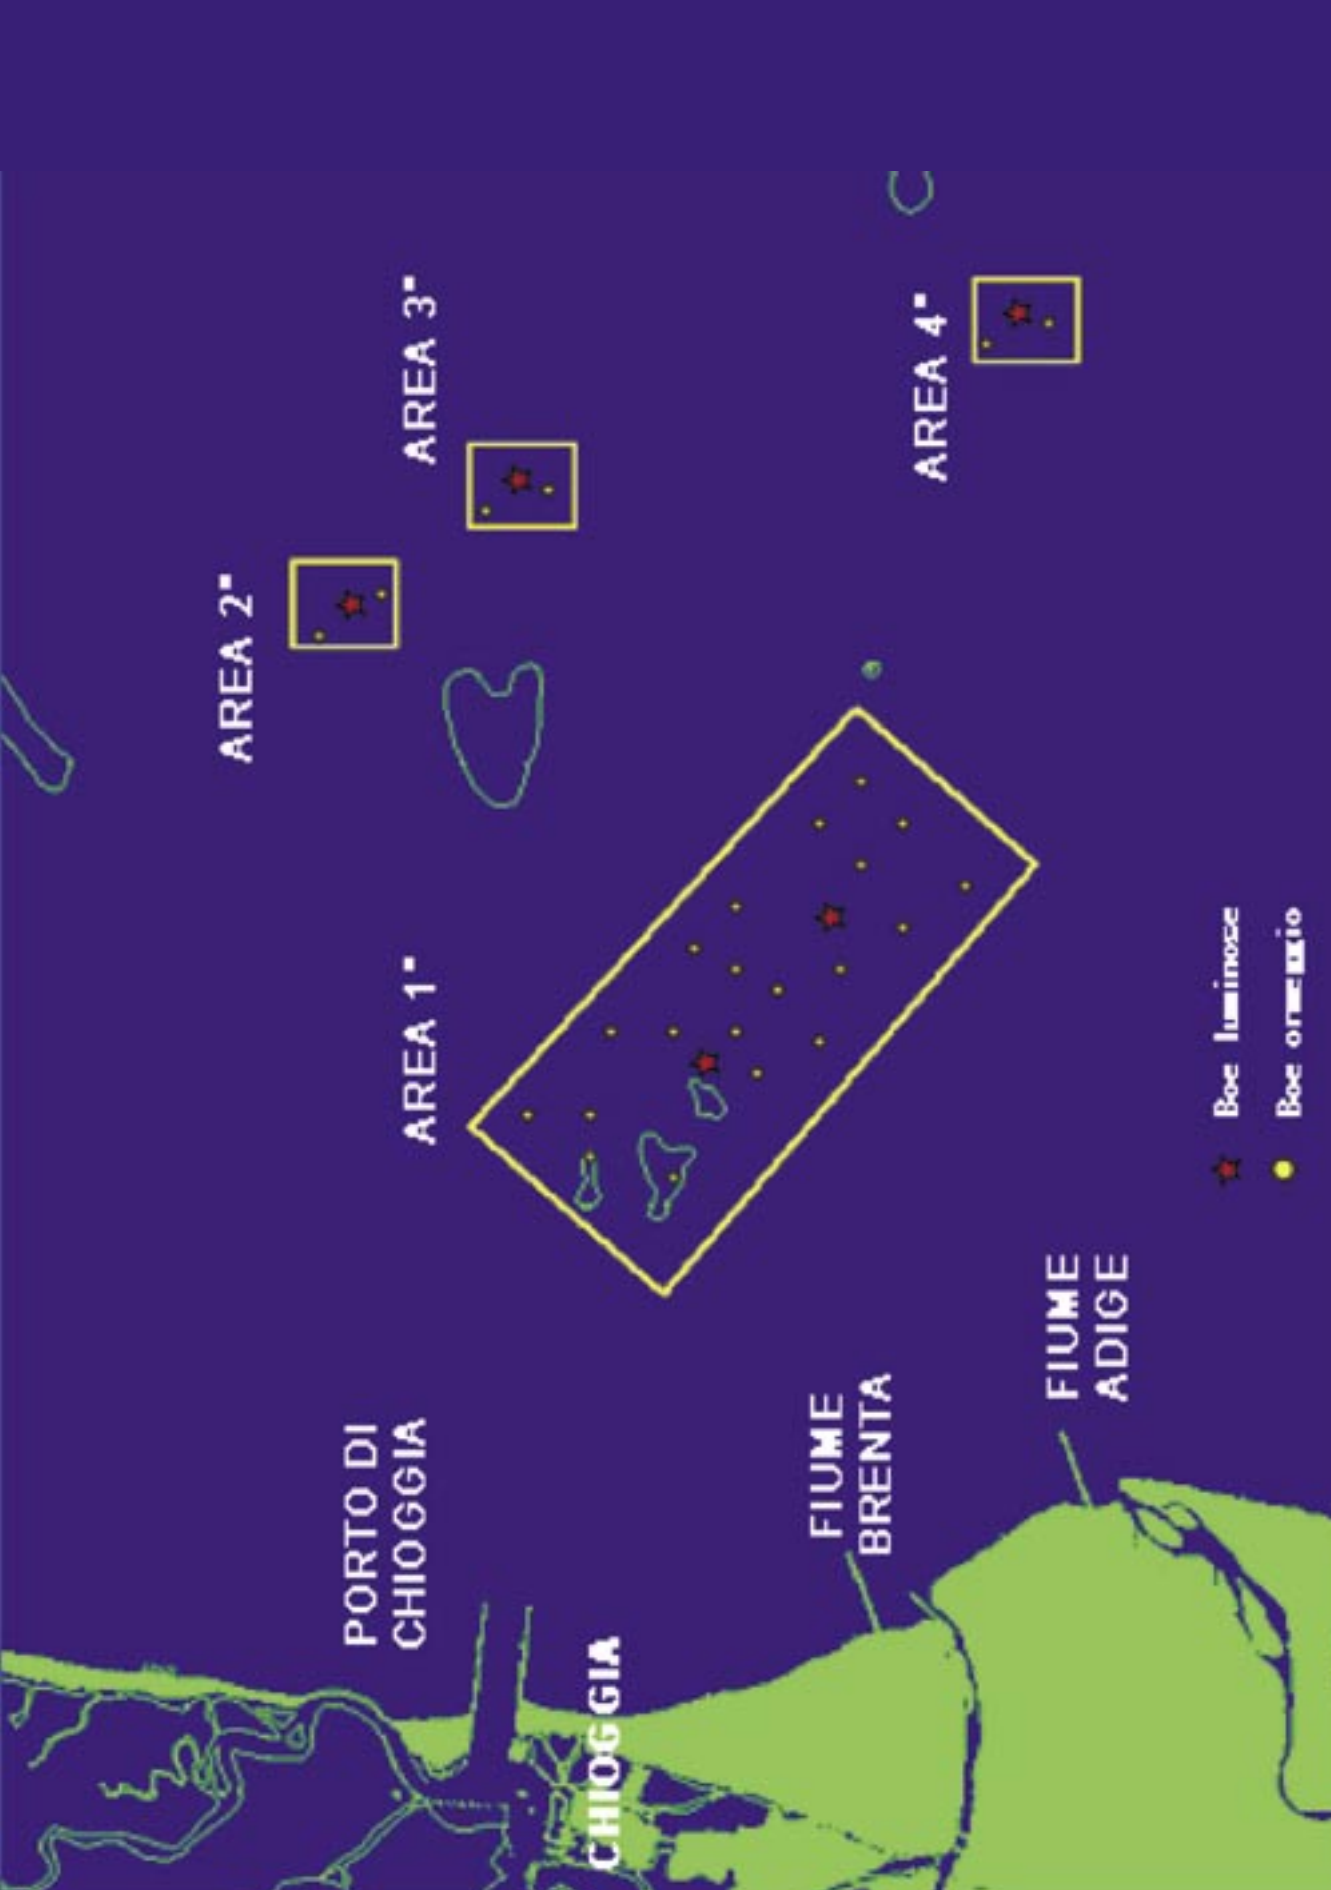 AREA 2"
AREA 3"
AREA 4"
AREA 1"
PORTO DI
CHIOGGIA
CHIOGGIA
FIUME
BRENTA
FIUME
ADIGE
Boe luminose
Boe ormeggio